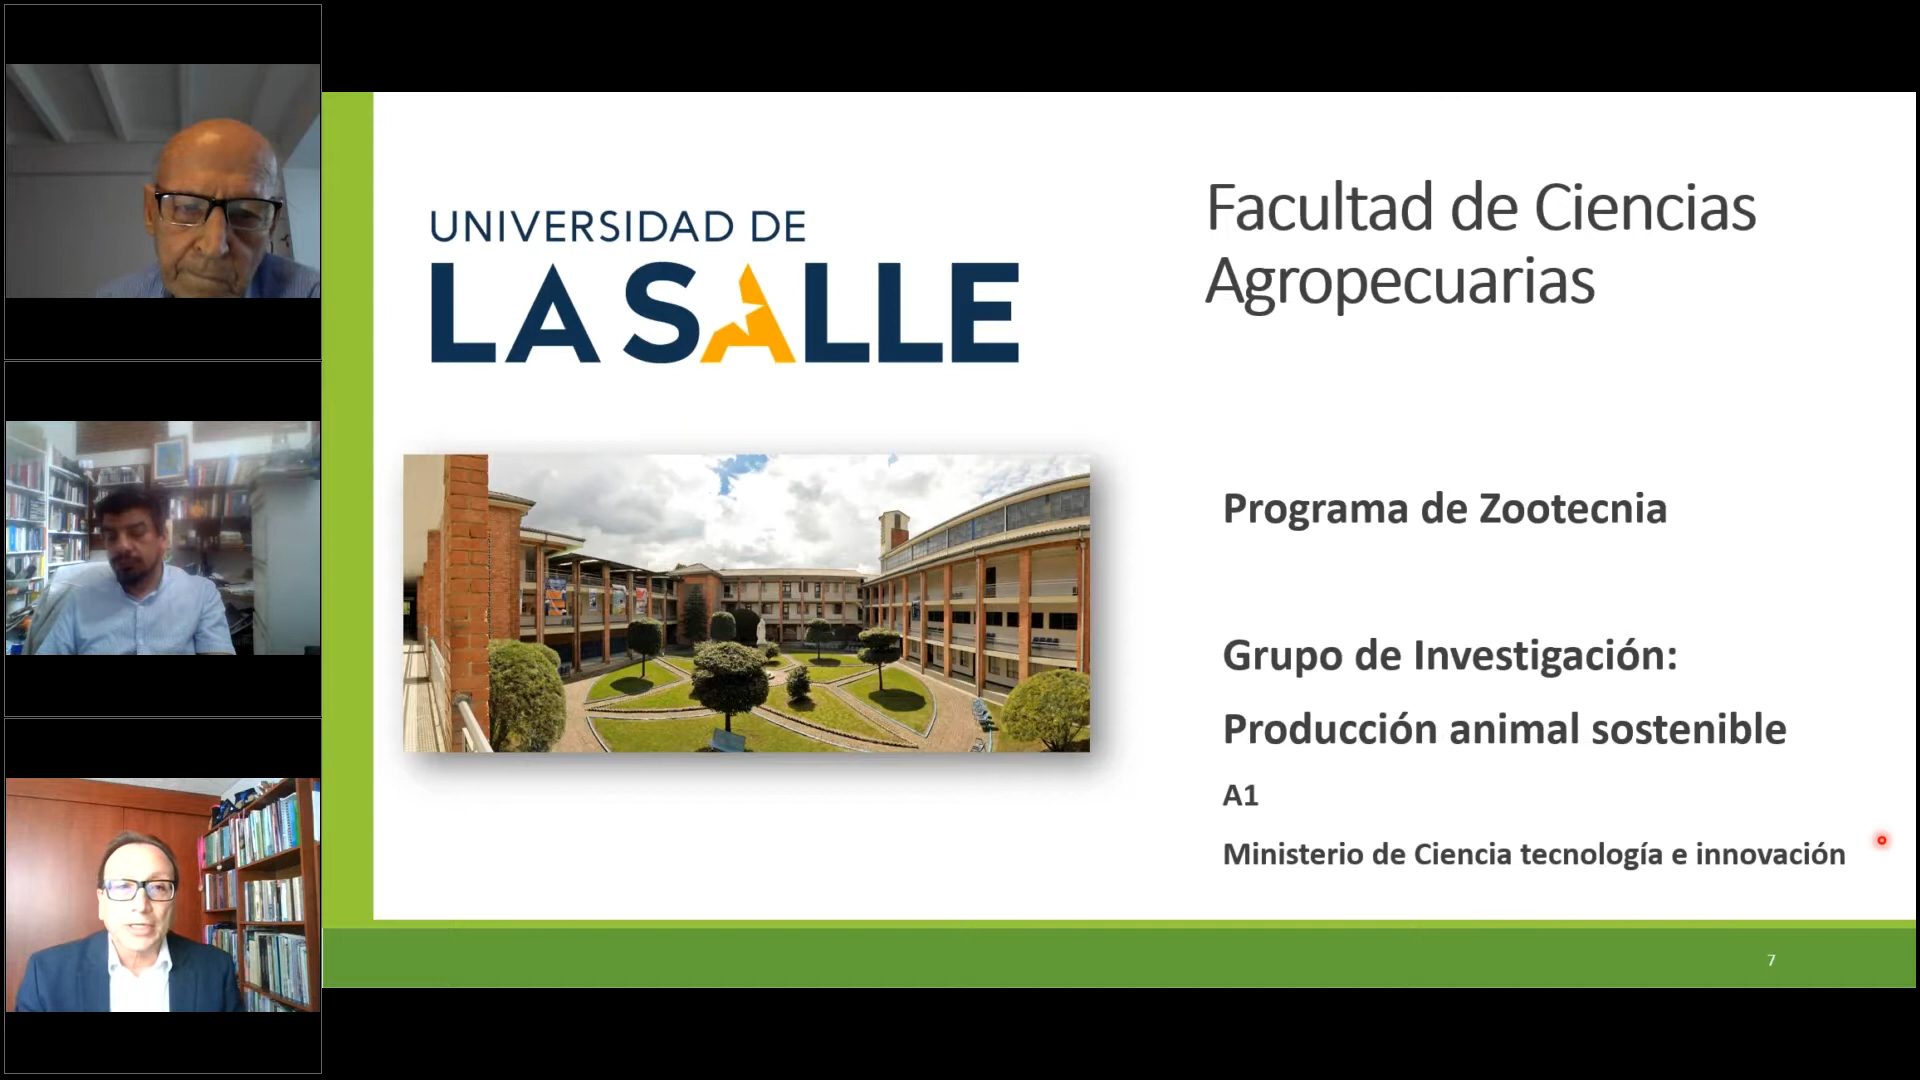 UNIVERSIDAD DE
LA SALLE
Facultad de Ciencias
Agropecuarias
Programa de Zootecnia
Grupo de Investigación:
Producción animal sostenible
A1
Ministerio de Ciencia tecnología e innovación
7